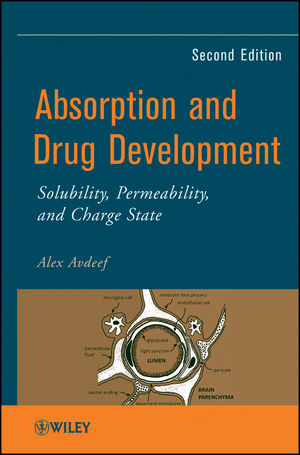 Second Edition
Absorption and
Drug Development
Solubility, Permeability,
and Charge State
Alex Avdeef
microglial cell
astrocytic foot process
endothelial cell
glycocalyx
tight junction
LUMEN
extracellular
fluid
pericyte
axonal ending
BRAIN
PARENCHYMA
basement membrane
WILEY